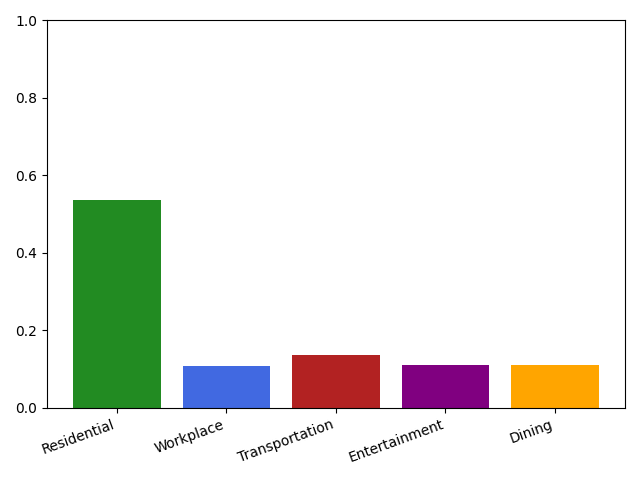 1.0
0.8
0.6
0.4
0.2
0.0
Residential
Workplace
Transportation
Entertainment
Dining